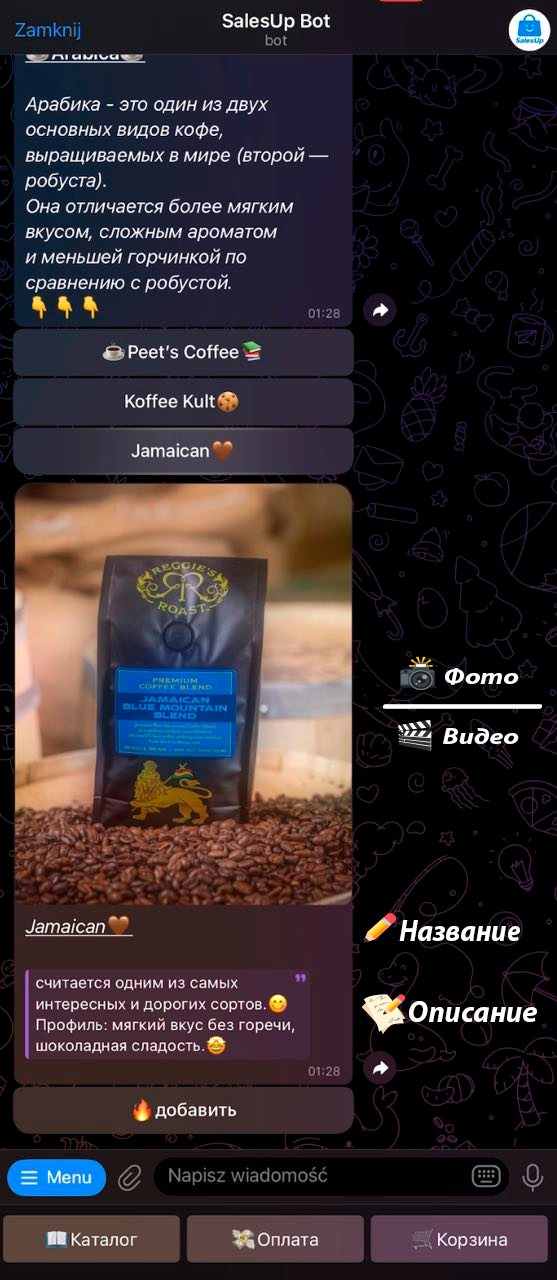 Zamknij
SalesUp Bot
bot
SalesUp
☕Arabica☕
Арабика - это один из двух
основных видов кофе,
выращиваемых в мире (второй —
робуста).
Она отличается более мягким
вкусом, сложным ароматом
и меньшей горчинкой по
сравнению с робустой.
👇👇👇
01:28
☕Peet's Coffee📚
Koffee Kult🍪
Jamaican🤎
REGGIE'S
ROAST
PREMIUM
COFFEE BLEND
JAMAICAN
BLUE MOUNTAIN
BLEND
WHOLE BEAN
📸 Фото
🎬 Видео
Jamaican🤎
✏️Название
считается одним из самых
интересных и дорогих сортов.😋
Профиль: мягкий вкус без горечи,
шоколадная сладость.🤩
📝Описание
01:28
🔥добавить
Menu
Napisz wiadomość
📖Каталог
💸Оплата
🛒Корзина